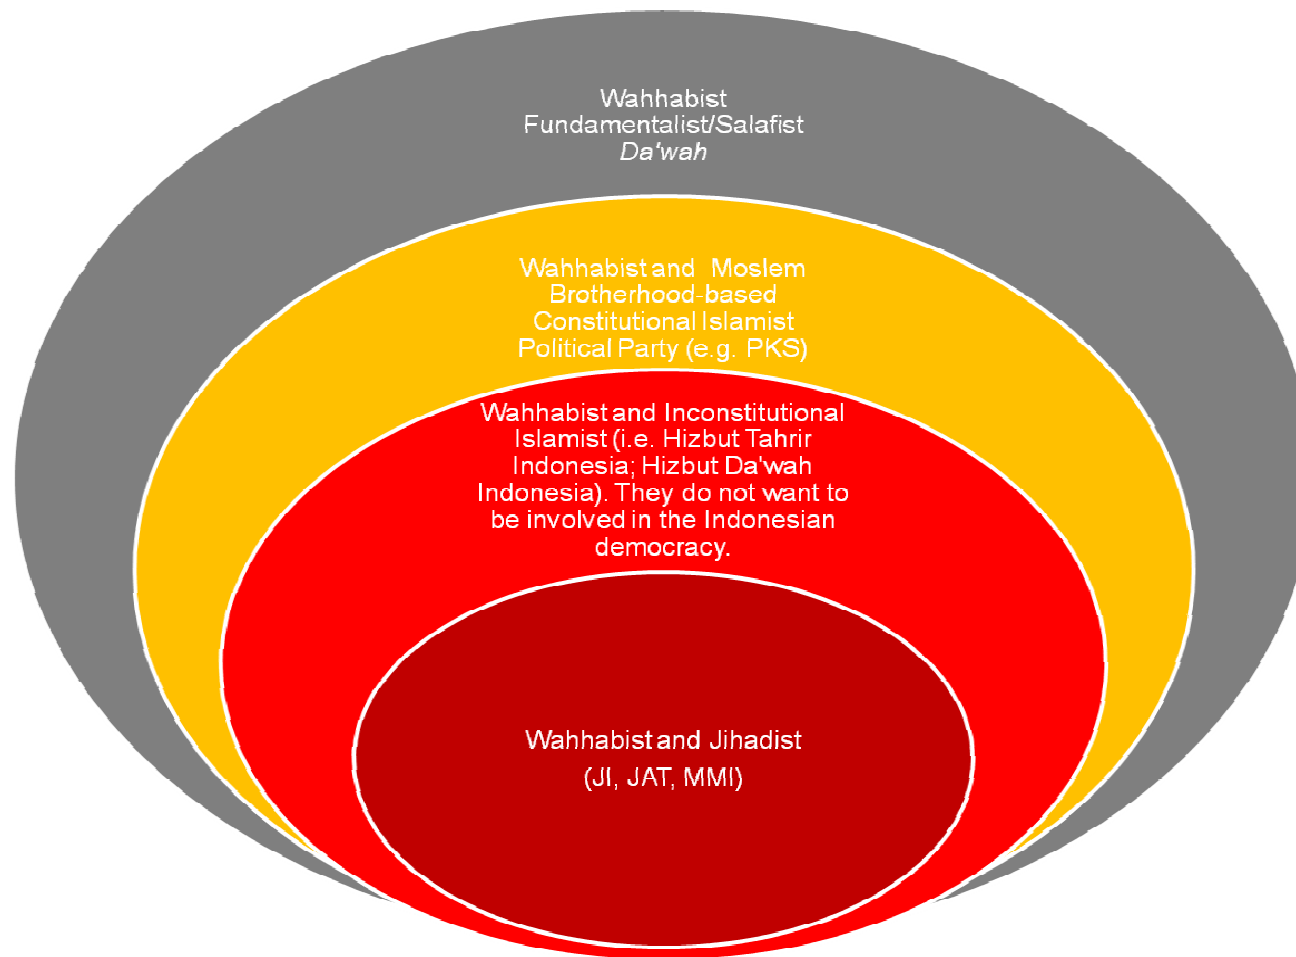 Wahhabist
Fundamentalist/Salafist
Da'wah
Wahhabist and Moslem
Brotherhood-based
Constitutional Islamist
Political Party (e.g. PKS)
Wahhabist and Inconstitutional
Islamist (i.e. Hizbut Tahrir
Indonesia; Hizbut Da'wah
Indonesia). They do not want to
be involved in the Indonesian
democracy.
Wahhabist and Jihadist
(JI, JAT, MMI)